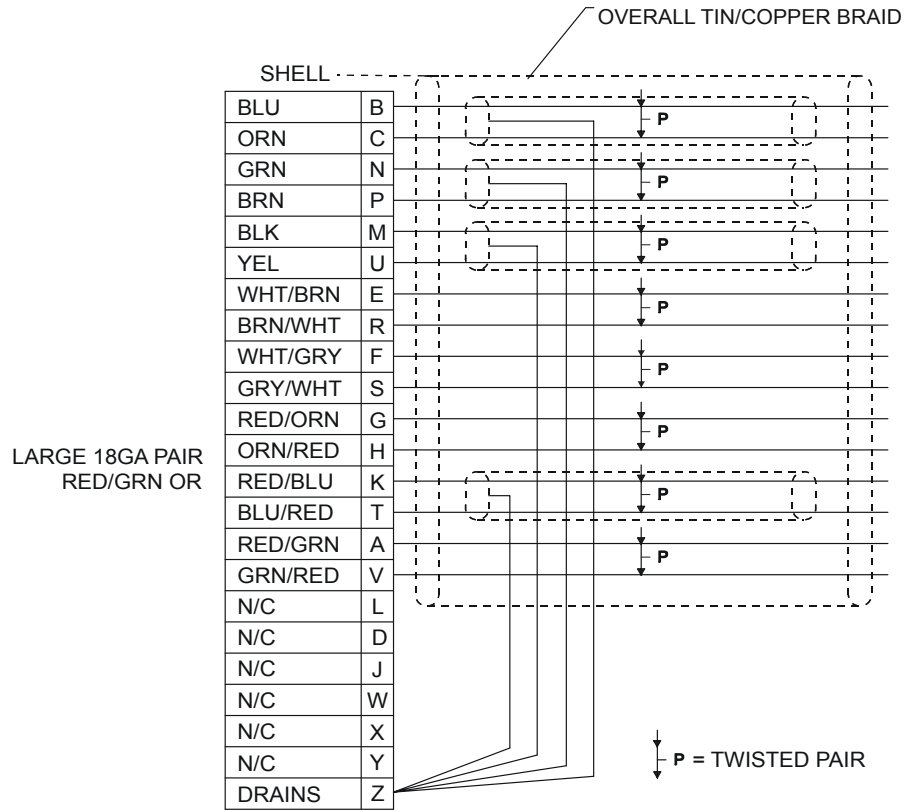 OVERALL TIN/COPPER BRAID
SHELL
BLU B
ORN C
P
GRN N
BRN P
P
BLK M
YEL U
P
WHT/BRN E
BRN/WHT R
P
WHT/GRY F
GRY/WHT S
P
RED/ORN G
ORN/RED H
P
LARGE 18GA PAIR
RED/GRN OR
RED/BLU K
BLU/RED T
P
RED/GRN A
GRN/RED V
P
N/C L
N/C D
N/C J
N/C W
N/C X
N/C Y
DRAINS Z
P = TWISTED PAIR